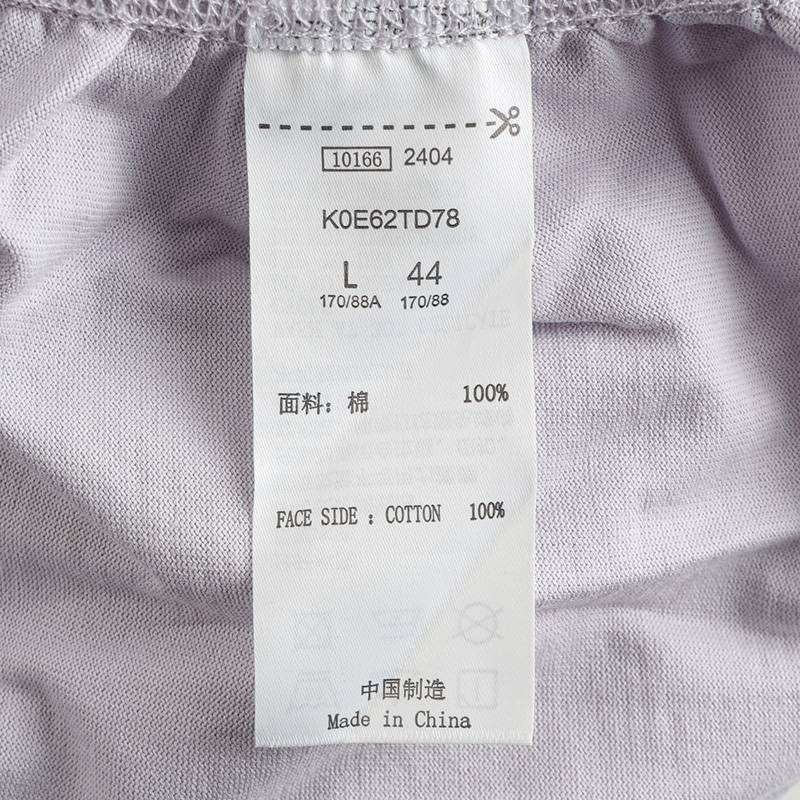 10166 2404
K0E62TD78
L 44
170/88A 170/88
面料：棉 100%
FACE SIDE : COTTON 100%
中国制造
Made in China